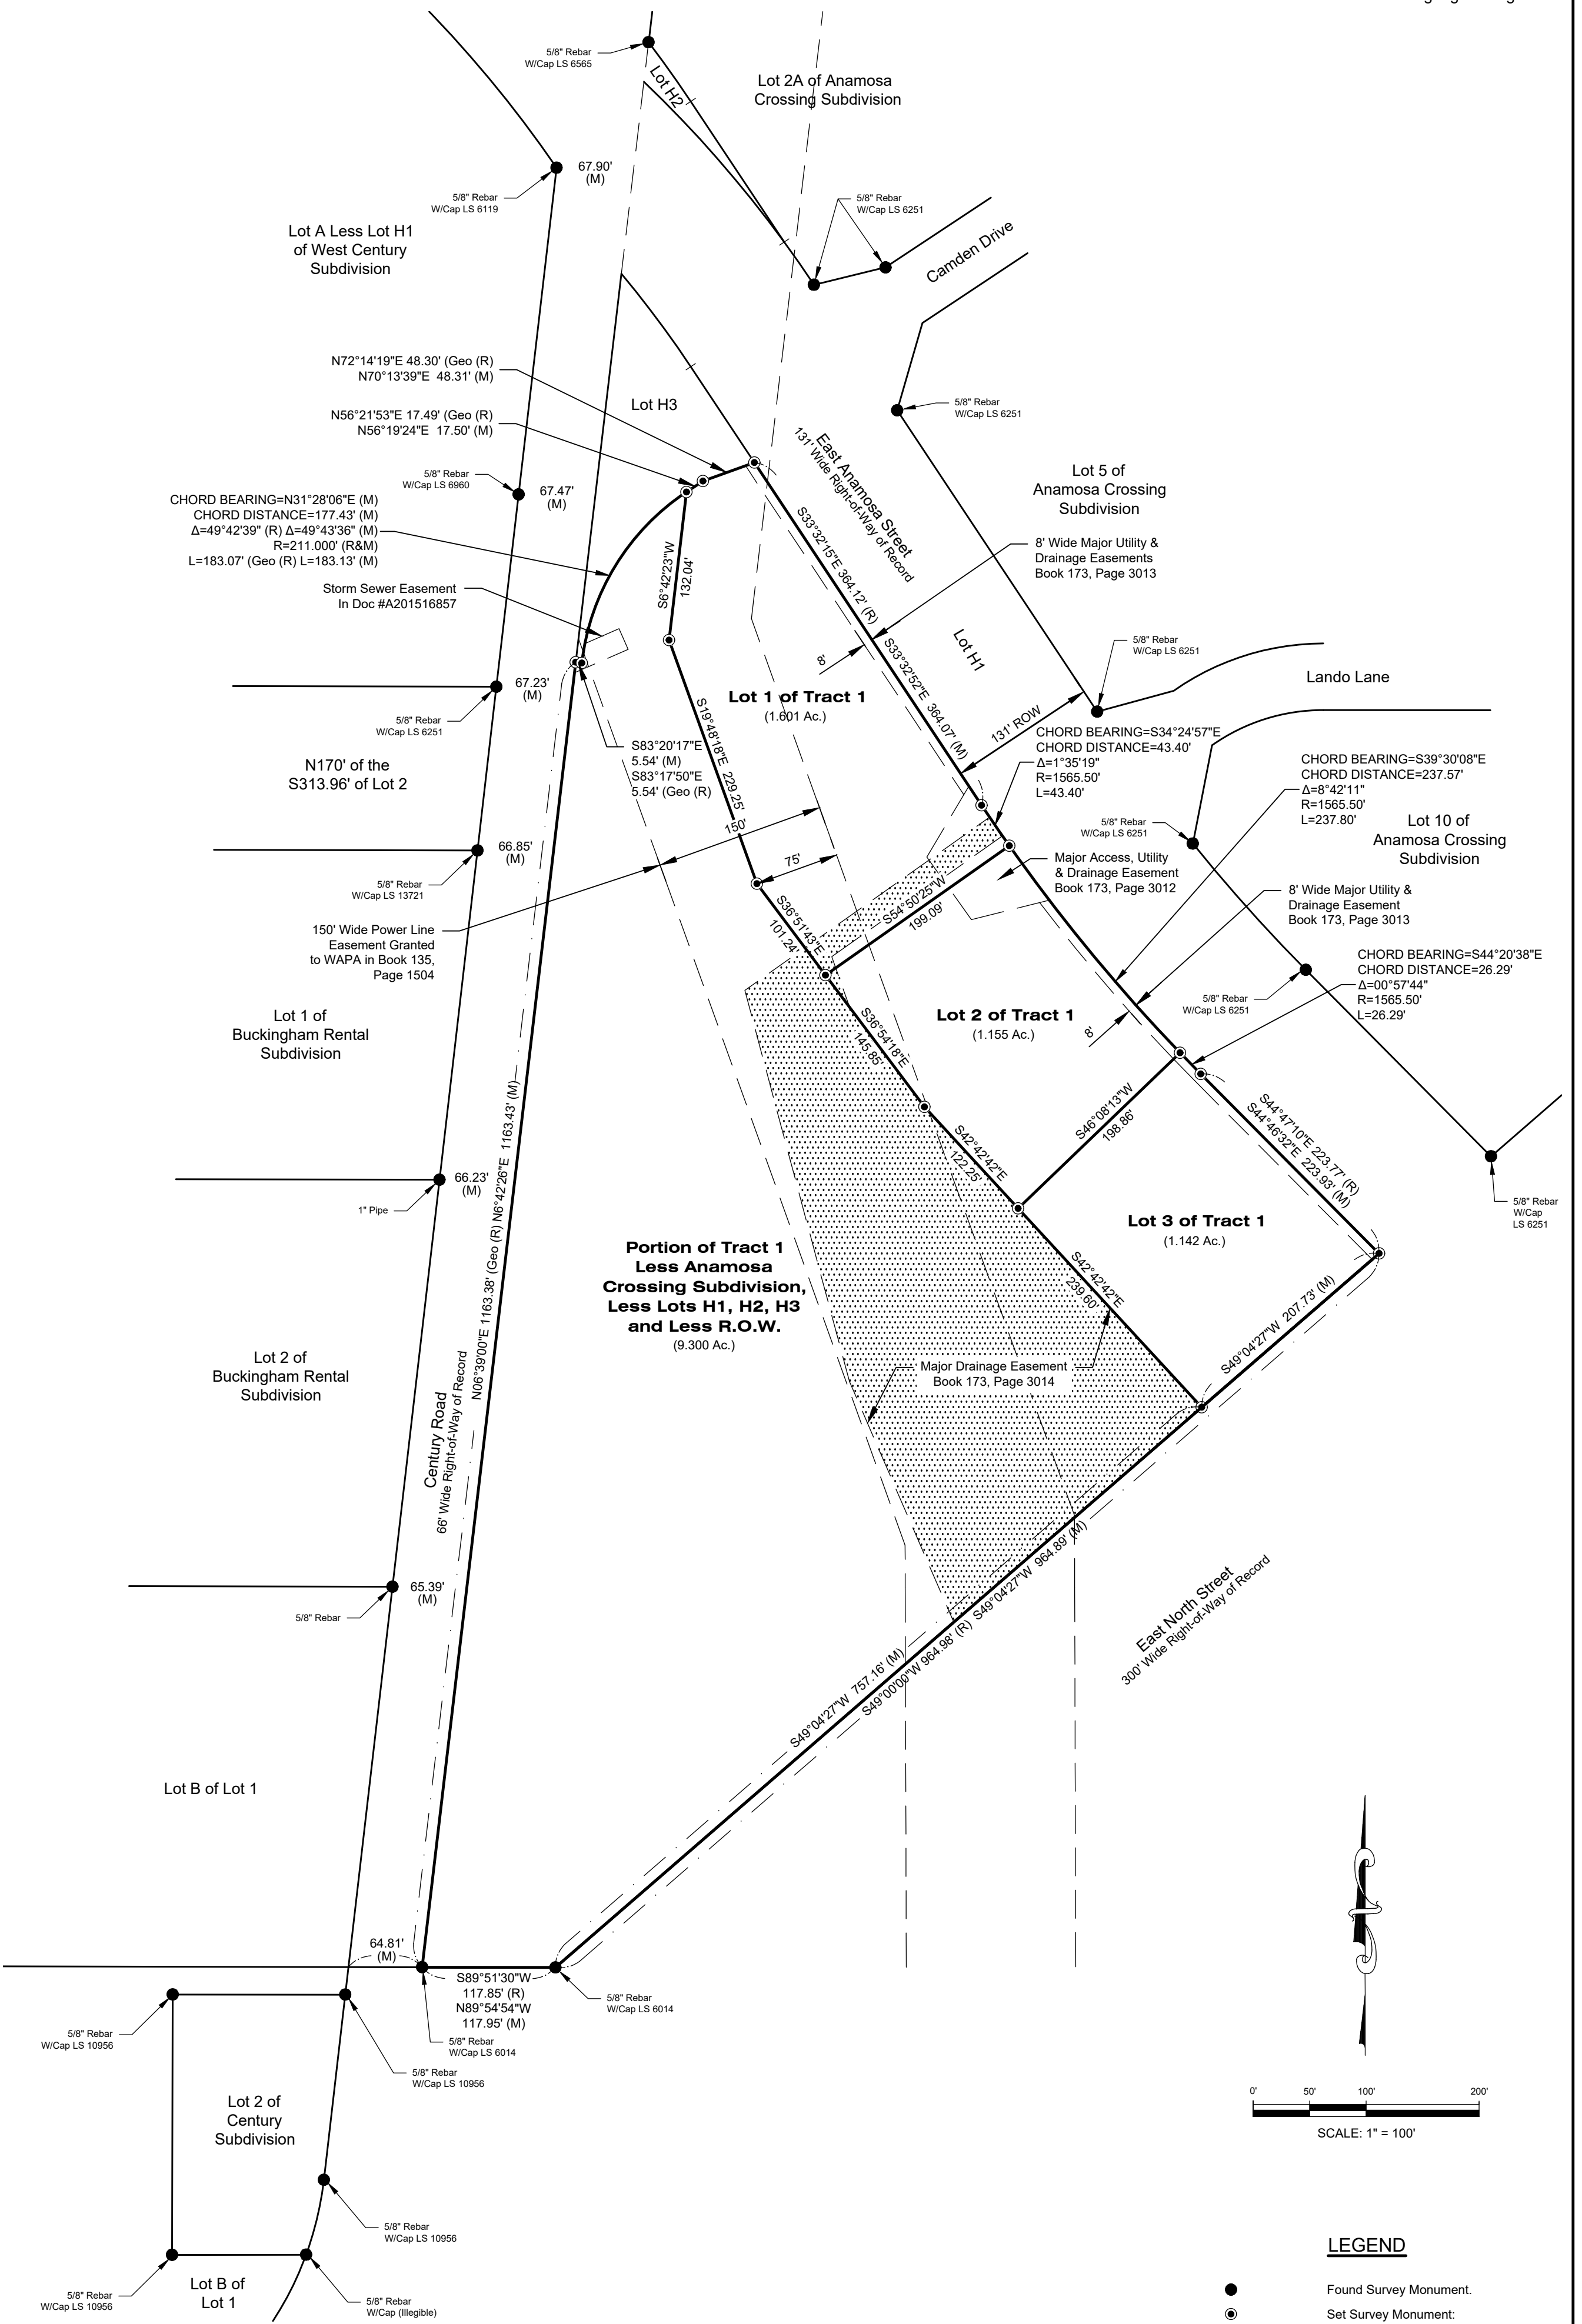 5/8" Rebar
W/Cap LS 6565
Lot H2
Lot 2A of Anamosa
Crossing Subdivision
67.90'
(M)
5/8" Rebar
W/Cap LS 6119
5/8" Rebar
W/Cap LS 6251
Camden Drive
Lot A Less Lot H1
of West Century
Subdivision
N72°14'19"E 48.30' (Geo (R)
N70°13'39"E 48.31' (M)
Lot H3
N56°21'53"E 17.49' (Geo (R)
N56°19'24"E 17.50' (M)
5/8" Rebar
W/Cap LS 6251
East Anamosa Street
131' Wide Right-of-Way of Record
Lot 5 of
Anamosa Crossing
Subdivision
5/8" Rebar
W/Cap LS 6960
67.47'
(M)
CHORD BEARING=N31°28'06"E (M)
CHORD DISTANCE=177.43' (M)
Δ=49°42'39" (R) Δ=49°43'36" (M)
R=211.000' (R&M)
L=183.07' (Geo (R) L=183.13' (M)
Storm Sewer Easement
In Doc #A201516857
S6°42'23"W
132.04'
S33°32'15"E 364.12' (R)
S33°32'52"E 364.07' (M)
8' Wide Major Utility &
Drainage Easements
Book 173, Page 3013
Lot H1
8'
5/8" Rebar
W/Cap LS 6251
Lando Lane
67.23'
(M)
5/8" Rebar
W/Cap LS 6251
Lot 1 of Tract 1
(1.601 Ac.)
131' ROW
S19°48'18"E 229.25'
S83°20'17"E
5.54' (M)
S83°17'50"E
5.54' (Geo (R)
CHORD BEARING=S34°24'57"E
CHORD DISTANCE=43.40'
Δ=1°35'19"
R=1565.50'
L=43.40'
CHORD BEARING=S39°30'08"E
CHORD DISTANCE=237.57'
Δ=8°42'11"
R=1565.50'
L=237.80'
N170' of the
S313.96' of Lot 2
150'
75'
5/8" Rebar
W/Cap LS 6251
Lot 10 of
Anamosa Crossing
Subdivision
66.85'
(M)
5/8" Rebar
W/Cap LS 13721
Major Access, Utility
& Drainage Easement
Book 173, Page 3012
8' Wide Major Utility &
Drainage Easement
Book 173, Page 3013
S54°50'25"W
199.09'
S36°51'43"E
101.24'
150' Wide Power Line
Easement Granted
to WAPA in Book 135,
Page 1504
CHORD BEARING=S44°20'38"E
CHORD DISTANCE=26.29'
Δ=00°57'44"
R=1565.50'
L=26.29'
5/8" Rebar
W/Cap LS 6251
Lot 1 of
Buckingham Rental
Subdivision
Lot 2 of Tract 1
(1.155 Ac.)
8'
S36°54'18"E
145.85'
S46°08'13"W
198.86'
S42°42'42"E
122.25'
S44°47'10"E 223.77' (R)
S44°46'32"E 223.93' (M)
66.23'
(M)
1" Pipe
5/8" Rebar
W/Cap
LS 6251
Lot 3 of Tract 1
(1.142 Ac.)
Portion of Tract 1
Less Anamosa
Crossing Subdivision,
Less Lots H1, H2, H3
and Less R.O.W.
(9.300 Ac.)
S42°42'42"E
239.60'
S49°04'27"W 207.73' (M)
N06°39'00"E 1163.38' (Geo (R) N6°42'26"E 1163.43' (M)
Century Road
66' Wide Right-of-Way of Record
Lot 2 of
Buckingham Rental
Subdivision
Major Drainage Easement
Book 173, Page 3014
65.39'
(M)
5/8" Rebar
S49°04'27"W 757.16' (M)
S49°00'00"W 964.98' (R) S49°04'27"W 964.89' (M)
East North Street
300' Wide Right-of-Way of Record
Lot B of Lot 1
64.81'
(M)
S89°51'30"W
117.85' (R)
N89°54'54"W
117.95' (M)
5/8" Rebar
W/Cap LS 6014
5/8" Rebar
W/Cap LS 6014
5/8" Rebar
W/Cap LS 10956
5/8" Rebar
W/Cap LS 10956
Lot 2 of
Century
Subdivision
0' 50' 100' 200'
SCALE: 1" = 100'
5/8" Rebar
W/Cap LS 10956
5/8" Rebar
W/Cap LS 10956
Lot B of
Lot 1
5/8" Rebar
W/Cap (Illegible)
LEGEND
Found Survey Monument.
Set Survey Monument: